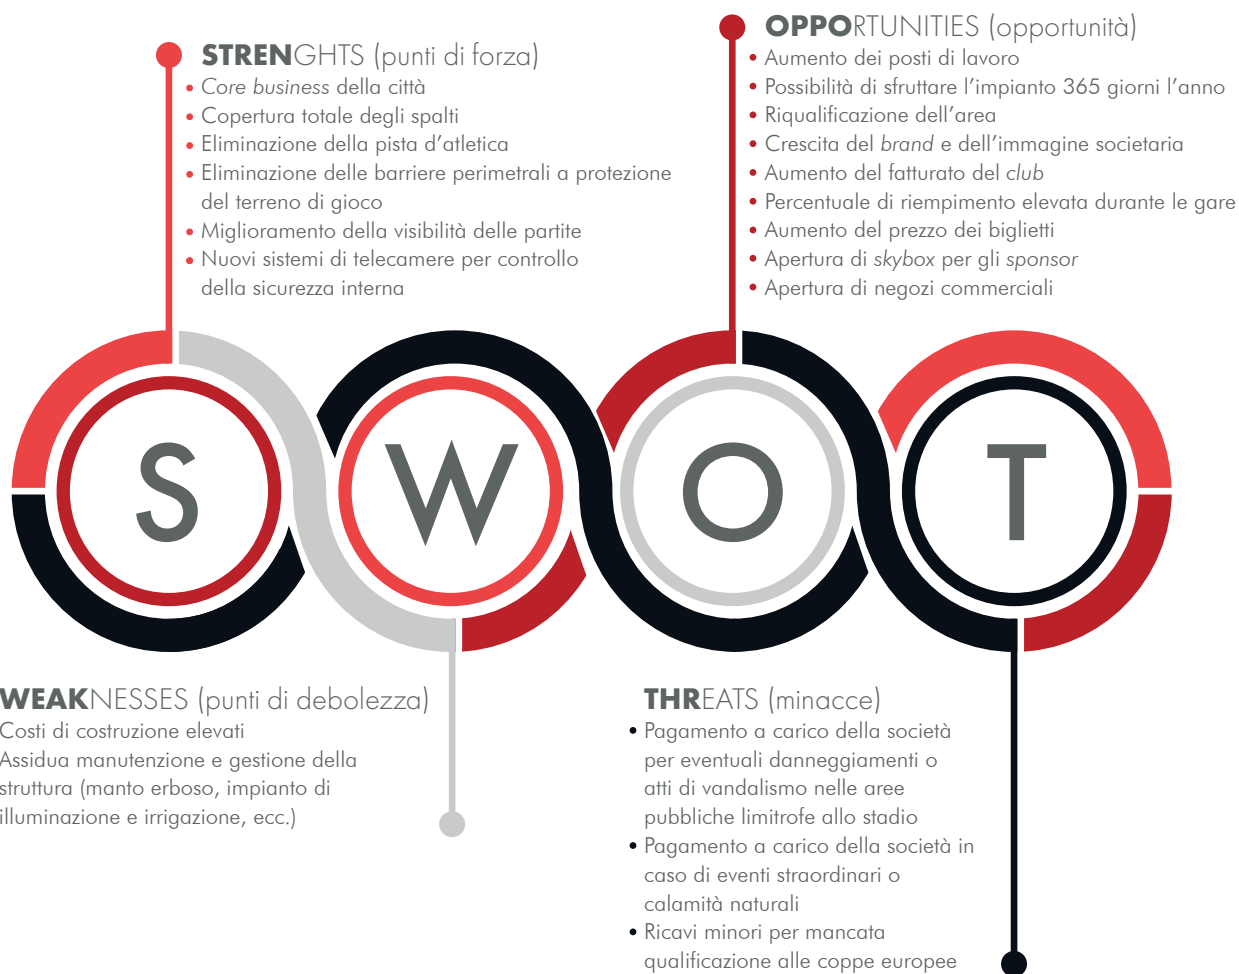 STRENGHTS (punti di forza)
• Core business della città
• Copertura totale degli spalti
• Eliminazione della pista d'atletica
• Eliminazione delle barriere perimetrali a protezione
del terreno di gioco
• Miglioramento della visibilità delle partite
• Nuovi sistemi di telecamere per controllo
della sicurezza interna
OPPORTUNITIES (opportunità)
• Aumento dei posti di lavoro
• Possibilità di sfruttare l'impianto 365 giorni l'anno
• Riqualificazione dell'area
• Crescita del brand e dell'immagine societaria
• Aumento del fatturato del club
• Percentuale di riempimento elevata durante le gare
• Aumento del prezzo dei biglietti
• Apertura di skybox per gli sponsor
• Apertura di negozi commerciali
S W O T
WEAKNESSES (punti di debolezza)
Costi di costruzione elevati
Assidua manutenzione e gestione della
struttura (manto erboso, impianto di
illuminazione e irrigazione, ecc.)
THREATS (minacce)
• Pagamento a carico della società
per eventuali danneggiamenti o
atti di vandalismo nelle aree
pubbliche limitrofe allo stadio
• Pagamento a carico della società in
caso di eventi straordinari o
calamità naturali
• Ricavi minori per mancata
qualificazione alle coppe europee